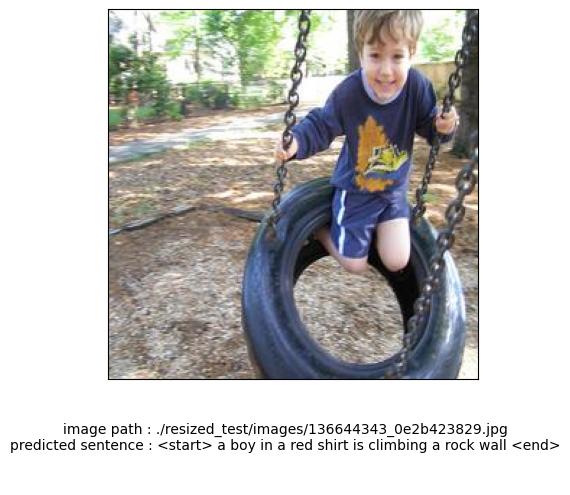 image path : ./resized_test/images/136644343_0e2b423829.jpg
predicted sentence : <start> a boy in a red shirt is climbing a rock wall <end>